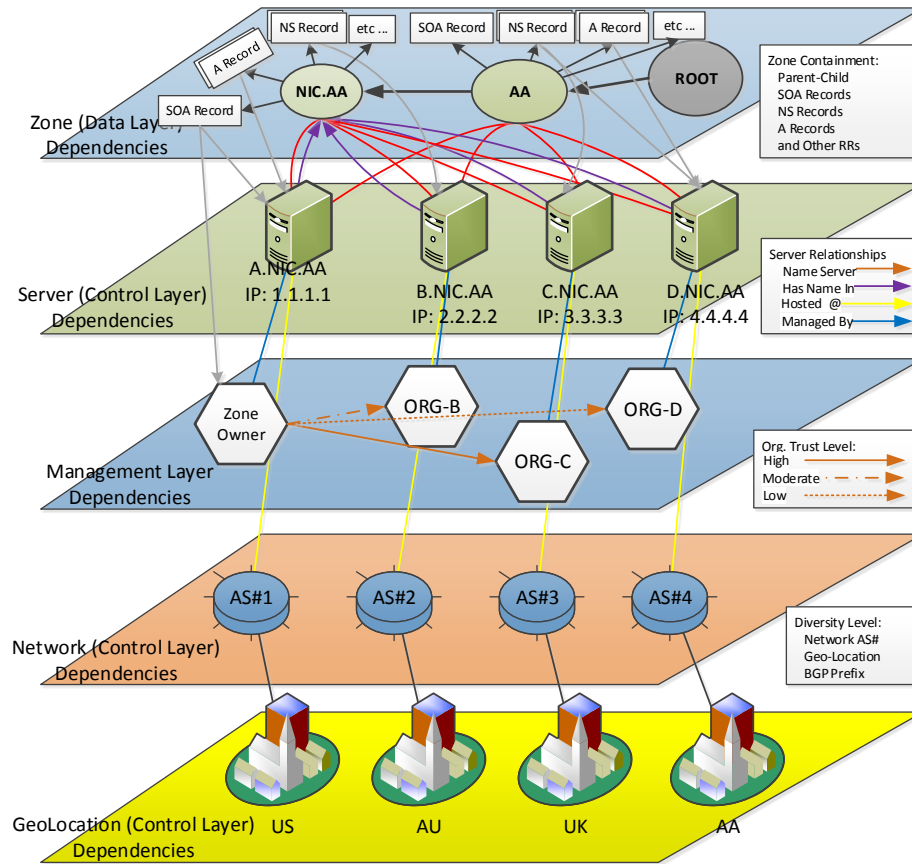 NS Record
etc ...
SOA Record
NS Record
A Record
etc ...
A Record
SOA Record
NIC.AA
AA
ROOT
Zone (Data Layer)
Dependencies
Zone Containment:
Parent-Child
SOA Records
NS Records
A Records
and Other RRs
A.NIC.AA
IP: 1.1.1.1
B.NIC.AA
IP: 2.2.2.2
C.NIC.AA
IP: 3.3.3.3
D.NIC.AA
IP: 4.4.4.4
Server (Control Layer)
Dependencies
Server Relationships
Name Server
Has Name In
Hosted @
Managed By
Zone
Owner
ORG-B
ORG-C
ORG-D
Management Layer
Dependencies
Org. Trust Level:
High
Moderate
Low
AS#1
AS#2
AS#3
AS#4
Network (Control Layer)
Dependencies
Diversity Level:
Network AS#
Geo-Location
BGP Prefix
US
AU
UK
AA
GeoLocation (Control Layer)
Dependencies